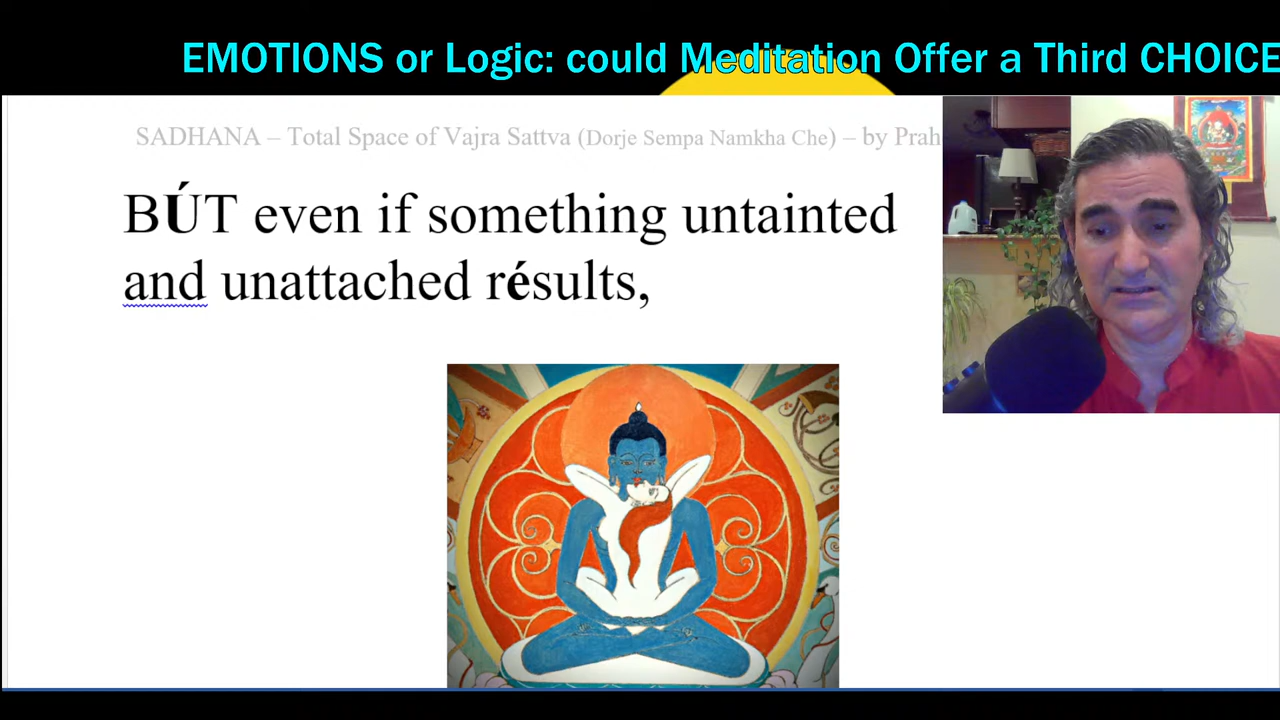 EMOTIONS or Logic: could Meditation Offer a Third CHOICE
SADHANA – Total Space of Vajra Sattva (Dorje Sempa Namkha Che) – by Prah
BÚT even if something untainted
and unattached résults,